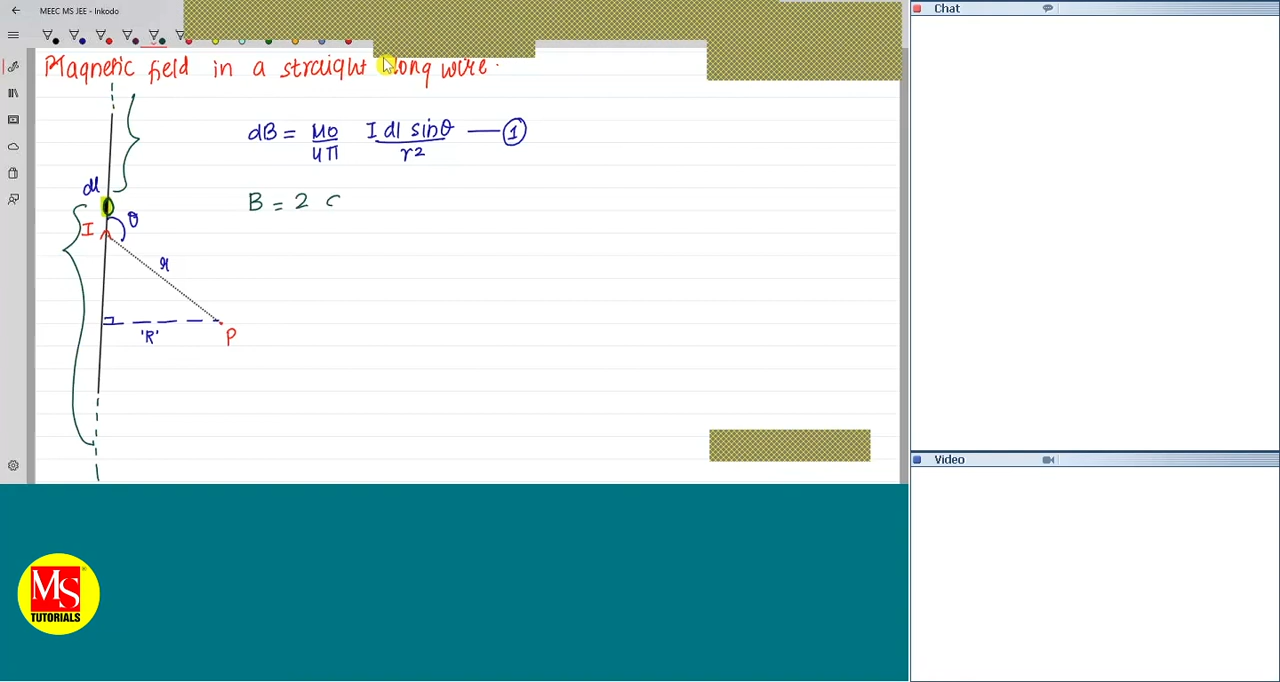 MEEC MS JEE - Inkodo
Chat
Magnetic field in a straight long wire.
dB = μ0/4π I dl sinθ/r2 — 1
dl
B = 2
θ
I
r
'R'
P
Video
MS
TUTORIALS